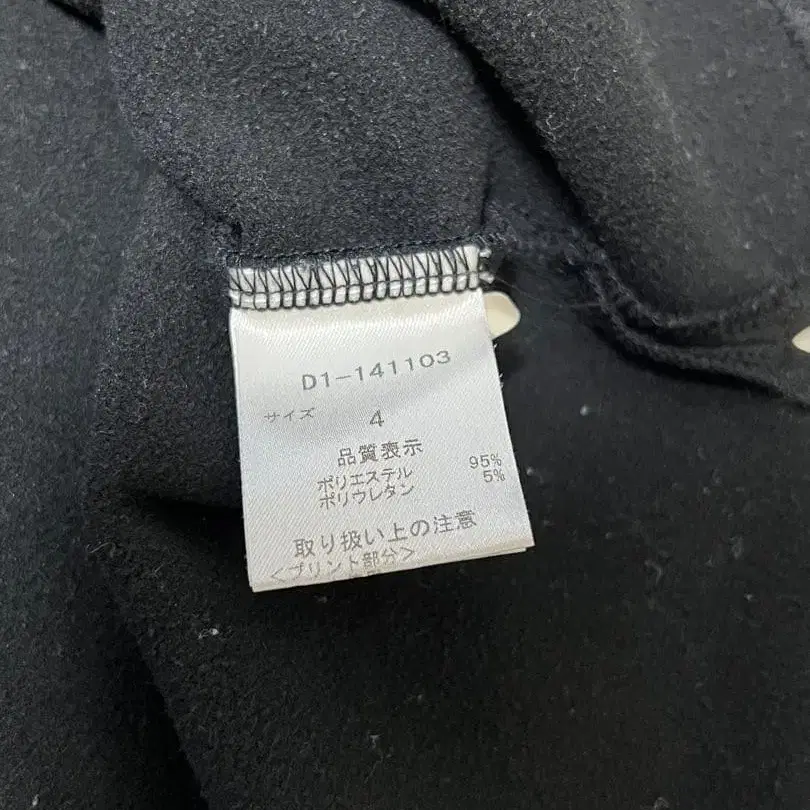 D1-141103
サイズ 4
品質表示
ポリエステル 95%
ポリウレタン 5%
取り扱い上の注意
<プリント部分>